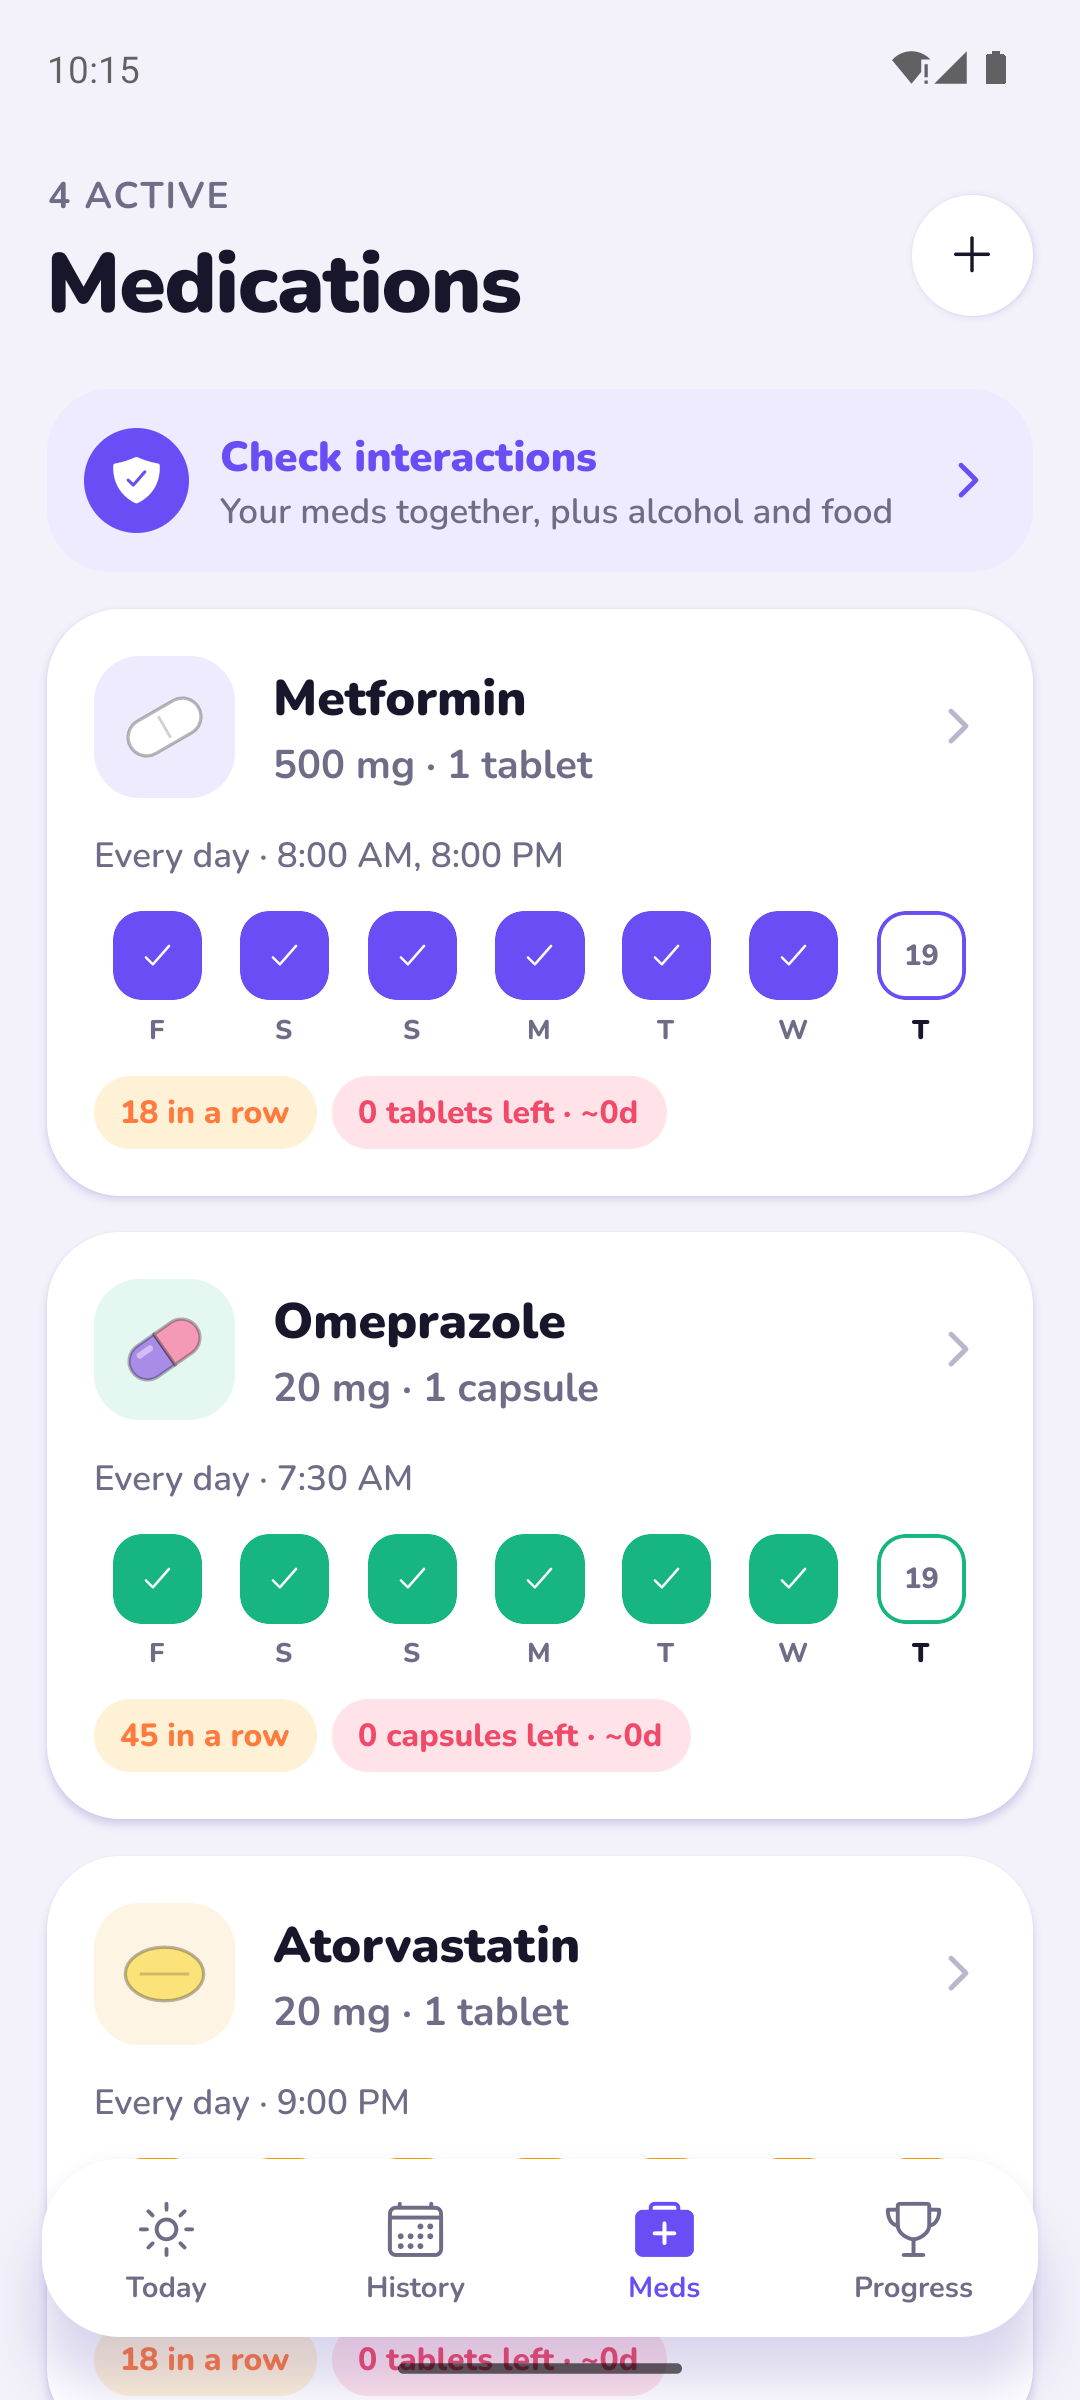 10:15
4 ACTIVE
Medications
Check interactions
Your meds together, plus alcohol and food
Metformin
500 mg · 1 tablet
Every day · 8:00 AM, 8:00 PM
19
F S S M T W T
18 in a row
0 tablets left · ~0d
Omeprazole
20 mg · 1 capsule
Every day · 7:30 AM
19
F S S M T W T
45 in a row
0 capsules left · ~0d
Atorvastatin
20 mg · 1 tablet
Every day · 9:00 PM
Today History Meds Progress
18 in a row
0 tablets left · ~0d